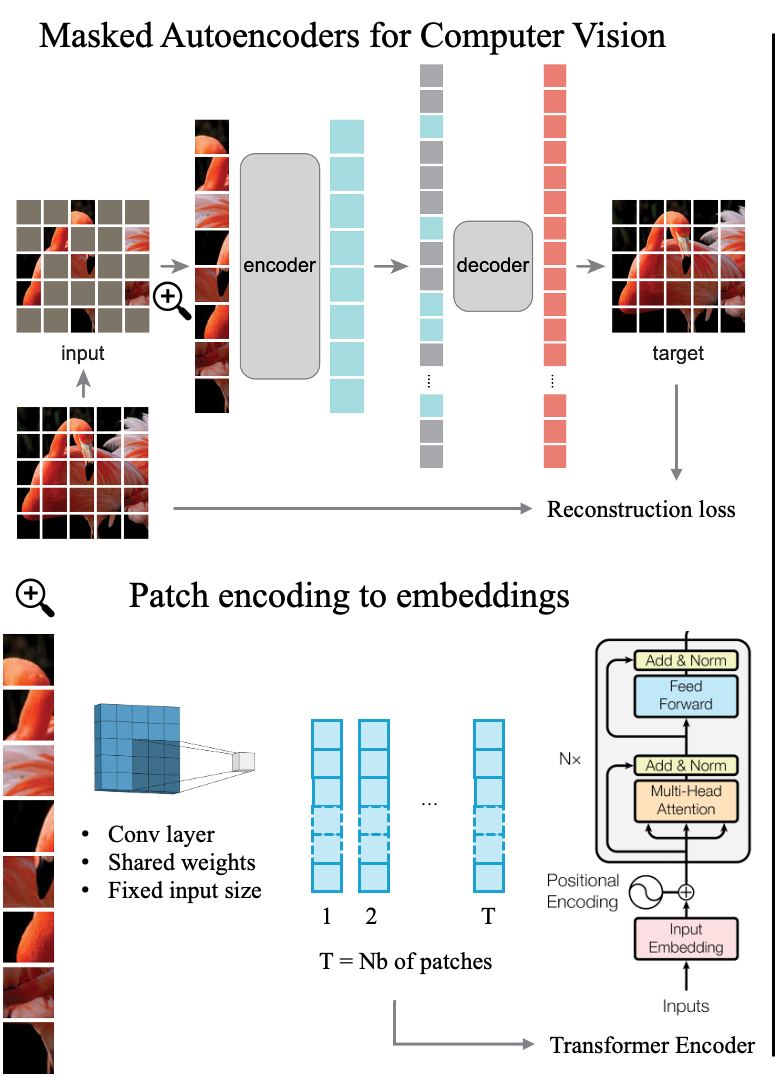 Masked Autoencoders for Computer Vision
encoder
decoder
input
target
Reconstruction loss
Patch encoding to embeddings
• Conv layer
• Shared weights
• Fixed input size
...
1 2 T
T = Nb of patches
Add & Norm
Feed
Forward
N×
Add & Norm
Multi-Head
Attention
Positional
Encoding
Input
Embedding
Inputs
Transformer Encoder